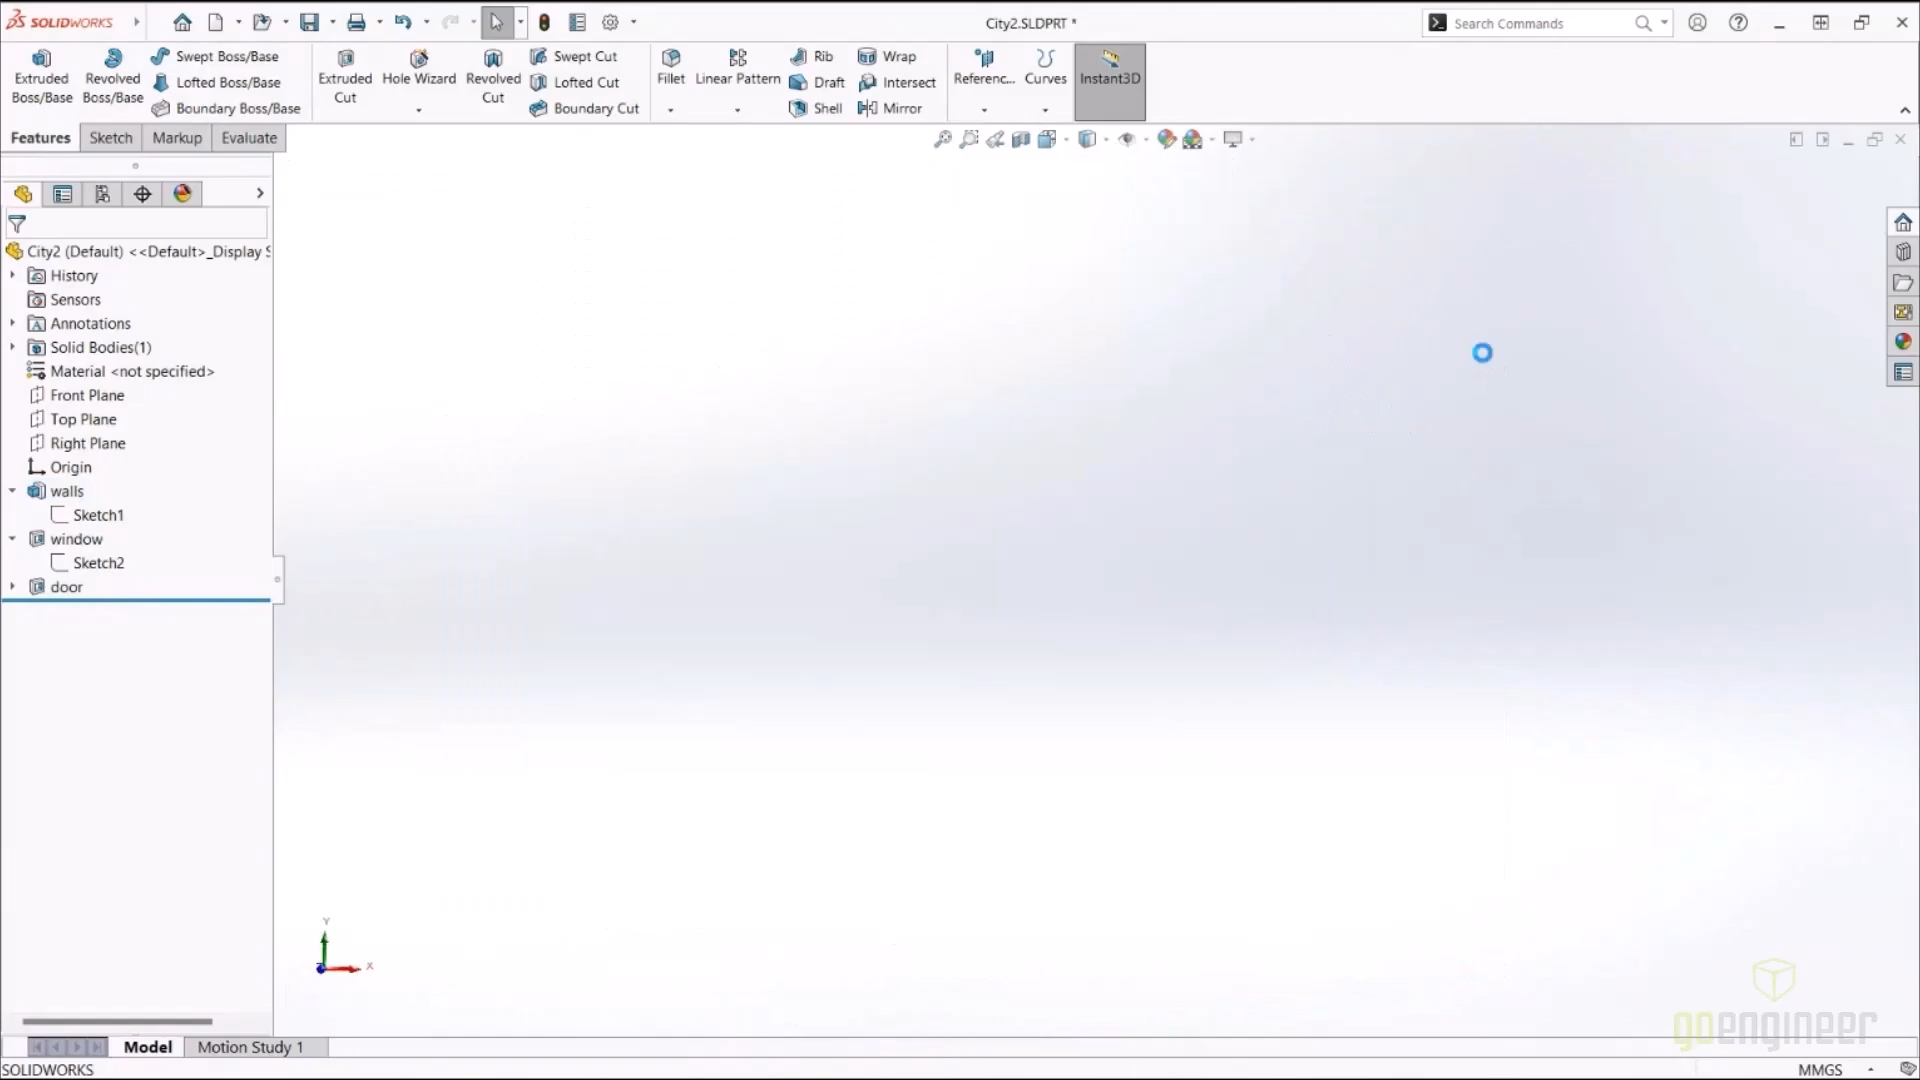 SOLIDWORKS
City2.SLDPRT *
Search Commands
Extruded Boss/Base
Revolved Boss/Base
Swept Boss/Base
Lofted Boss/Base
Boundary Boss/Base
Extruded Cut
Hole Wizard
Revolved Cut
Swept Cut
Lofted Cut
Boundary Cut
Fillet
Linear Pattern
Rib
Draft
Shell
Wrap
Intersect
Mirror
Referenc...
Curves
Instant3D
Features
Sketch
Markup
Evaluate
City2 (Default) <<Default>_Display S
History
Sensors
Annotations
Solid Bodies(1)
Material <not specified>
Front Plane
Top Plane
Right Plane
Origin
walls
Sketch1
window
Sketch2
door
Y
X
goengineer
Model
Motion Study 1
SOLIDWORKS
MMGS